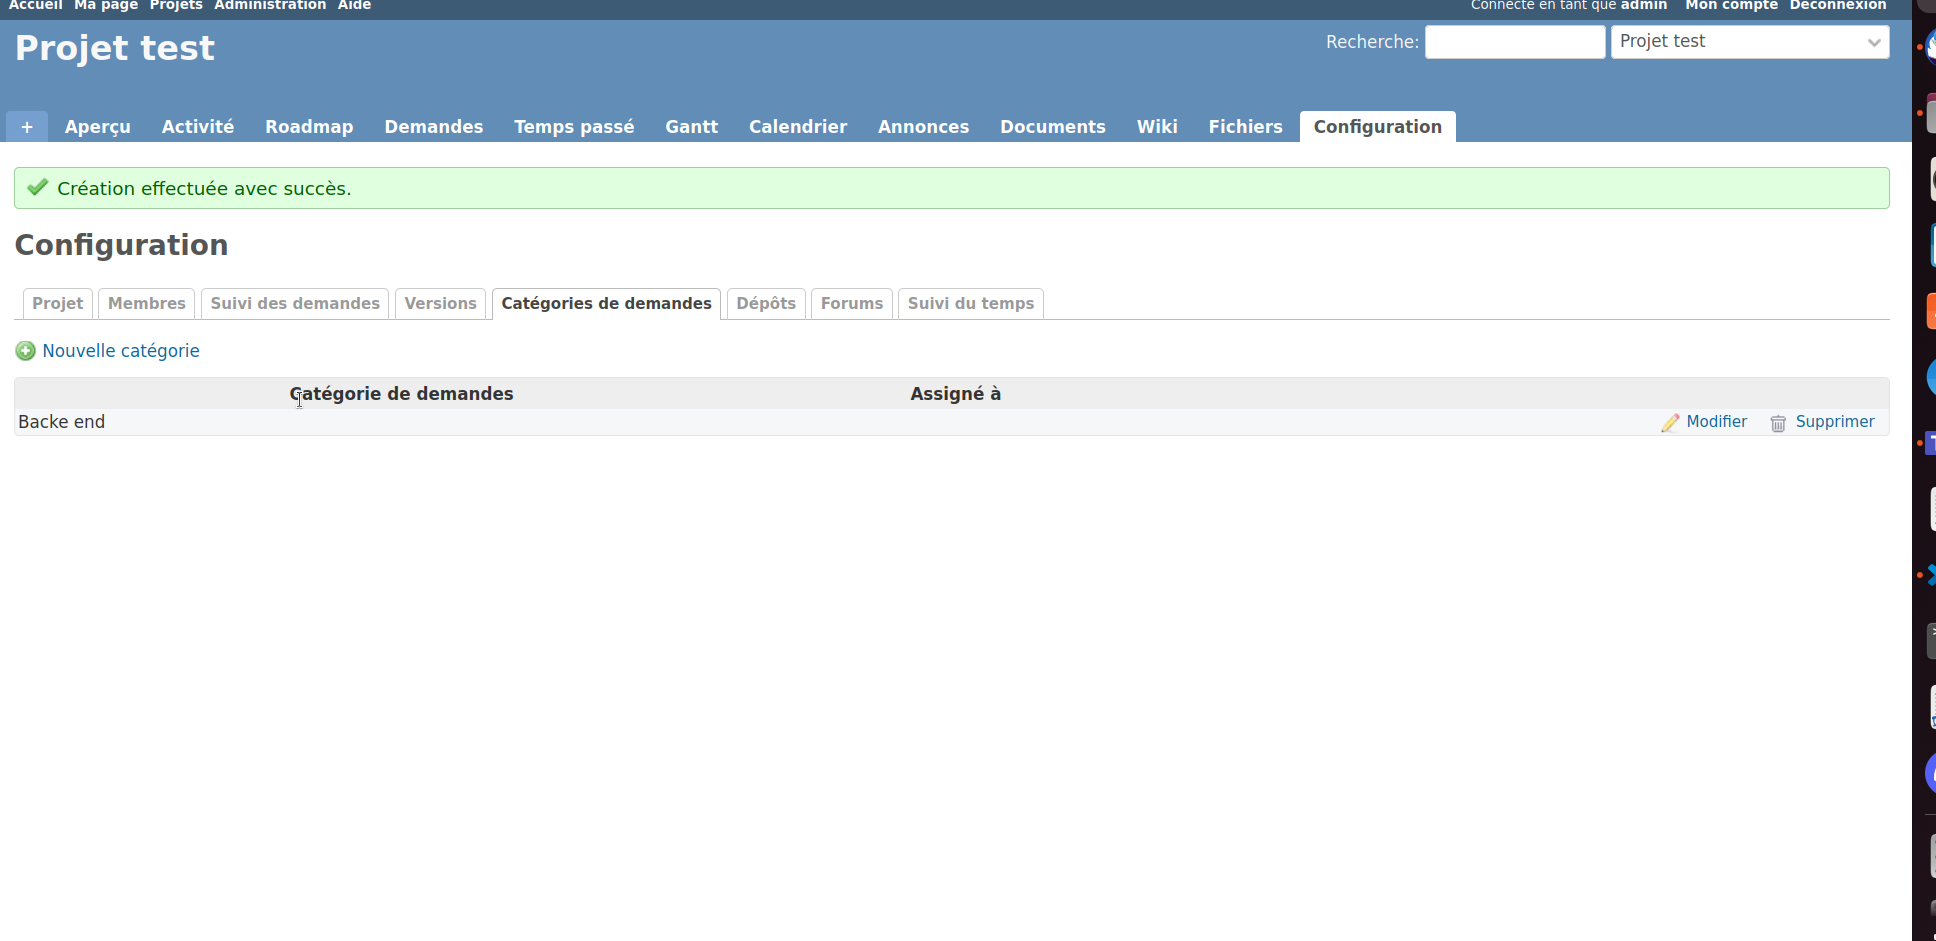 Accueil Ma page Projets Administration Aide Connecté en tant que admin Mon compte Déconnexion
Projet test Recherche: Projet test
+ Aperçu Activité Roadmap Demandes Temps passé Gantt Calendrier Annonces Documents Wiki Fichiers Configuration
Création effectuée avec succès.
Configuration
Projet Membres Suivi des demandes Versions Catégories de demandes Dépôts Forums Suivi du temps
Nouvelle catégorie
Catégorie de demandes Assigné à
Backe end Modifier Supprimer